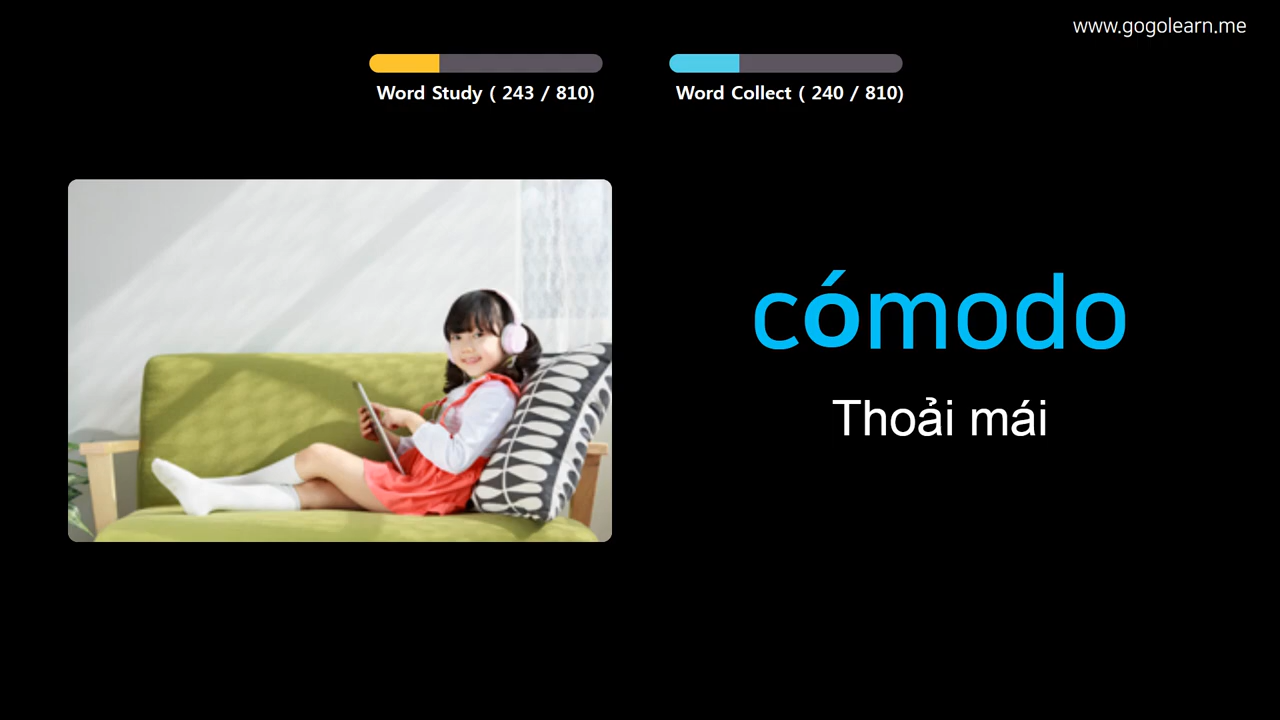 www.gogolearn.me
Word Study ( 243 / 810)
Word Collect ( 240 / 810)
cómodo
Thoải mái